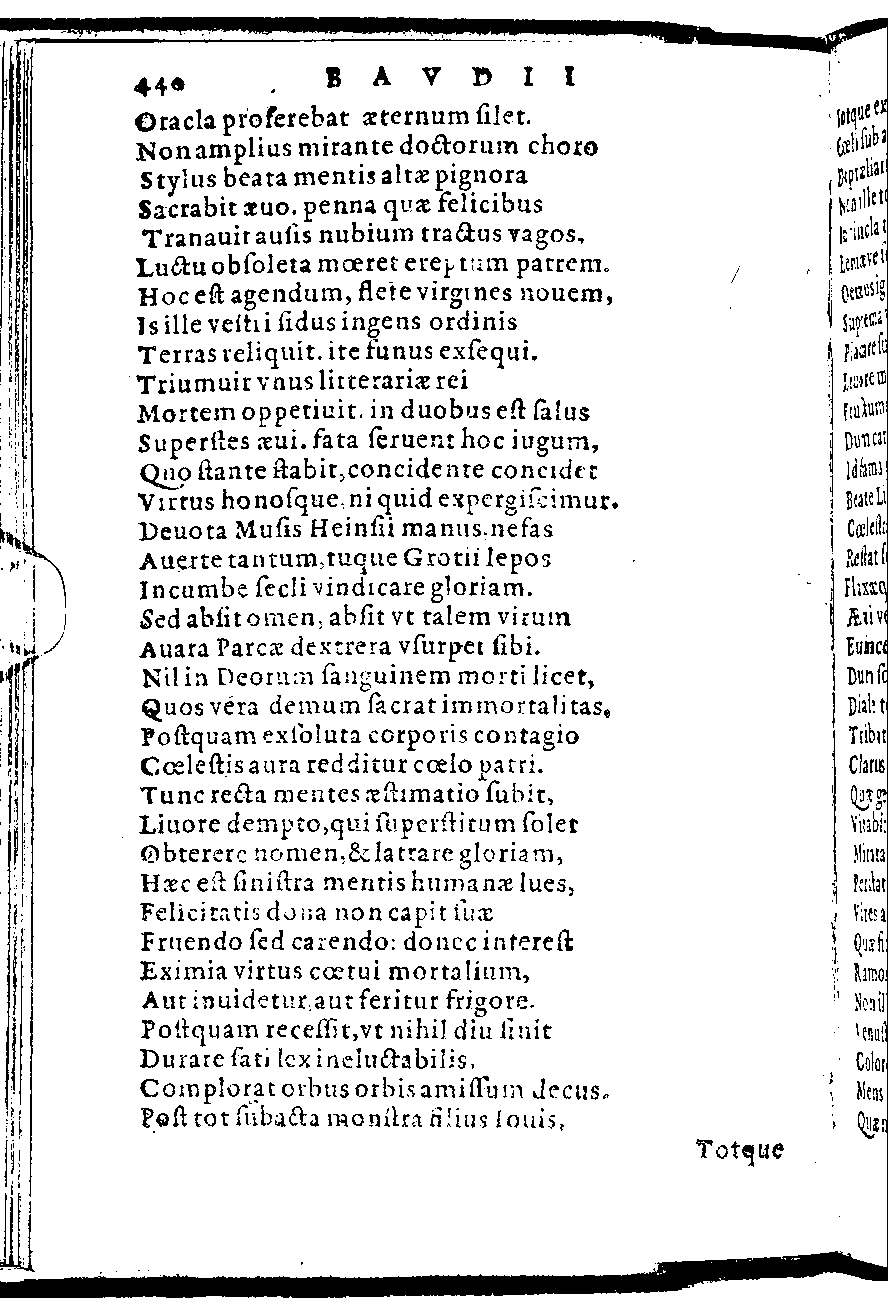 440 BAVDII
Oracla proferebat æternum ſilet.
Non amplius mirante doctorum choro
Stylus beata mentis altæ pignora
Sacrabit æuo. penna quæ felicibus
Tranauit auſis nubium tractus vagos,
Luctu obſoleta mœret ereptum patrem.
Hoc eſt agendum, flete virgines nouem,
Is ille veſtri ſidus ingens ordinis
Terras reliquit. ite funus exſequi.
Triumuir vnus litterariæ rei
Mortem oppetiuit. in duobus eſt ſalus
Superſtes æui. fata ſeruent hoc iugum,
Quo ſtante ſtabit, concidente concidet
Virtus honoſque, ni quid expergiſcimur.
Deuota Muſis Heinſii manus, nefas
Auerte tantum, tuque Grotii lepos
Incumbe ſecli vindicare gloriam.
Sed abſit omen, abſit vt talem virum
Auara Parcæ dextrera vſurpet ſibi.
Nil in Deorum ſanguinem morti licet,
Quos vera demum ſacrat immortalitas,
Poſtquam exſoluta corporis contagio
Cœleſtis aura redditur cœlo patri.
Tunc recta mentes æſtimatio ſubit,
Liuore dempto, qui ſuperſtitum ſolet
Obterere nomen, & latrare gloriam,
Hæc eſt ſiniſtra mentis humanæ lues,
Felicitatis dona non capit ſuæ
Fruendo ſed carendo: donec intereſt
Eximia virtus cœtui mortalium,
Aut inuidetur, aut feritur frigore.
Poſtquam receſſit, vt nihil diu ſinit
Durare fati lex ineluctabilis,
Complorat orbus orbis amiſſum decus.
Poſt tot ſubacta monſtra filius Iouis,
Totque